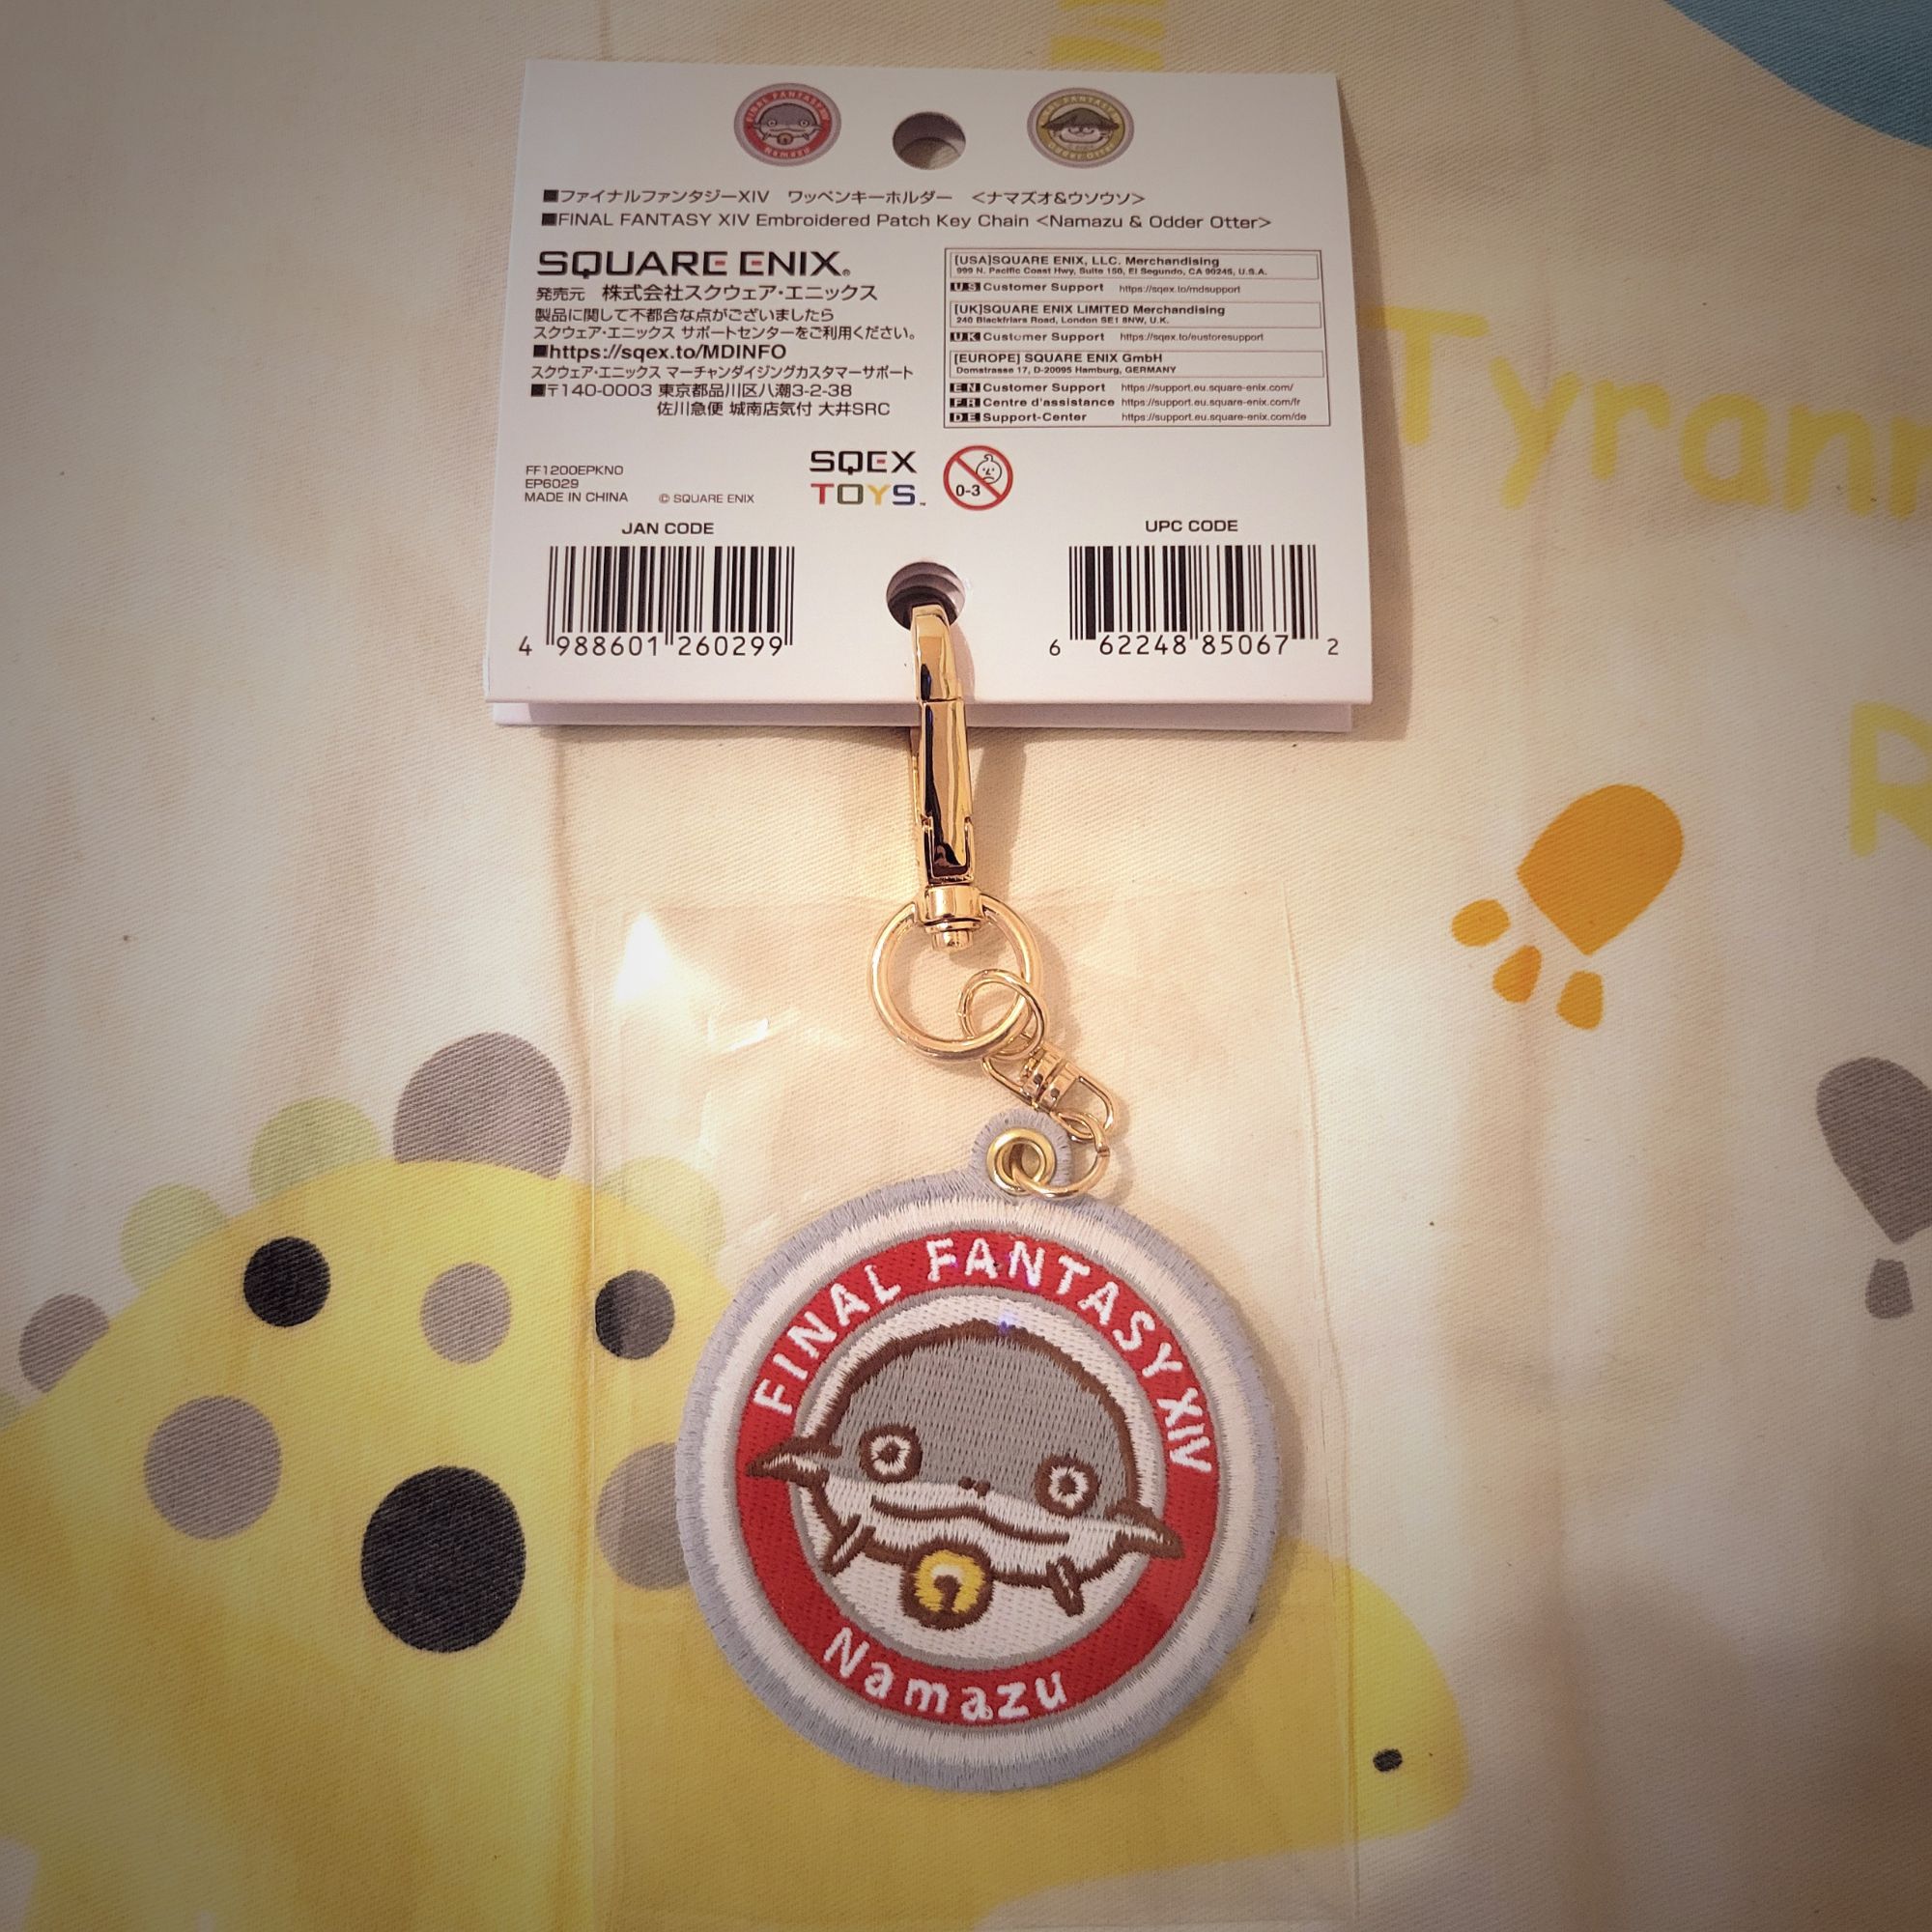 FINAL FANTASY XIV
Namazu
■ファイナルファンタジーXIV ワッペンキーホルダー <ナマズオ&ウソウソ>
■FINAL FANTASY XIV Embroidered Patch Key Chain <Namazu & Odder Otter>
SQUARE ENIX®
発売元 株式会社スクウェア・エニックス
製品に関して不都合な点がございましたら
スクウェア・エニックス サポートセンターをご利用ください。
■https://sqex.to/MDINFO
スクウェア・エニックス マーチャンダイジングカスタマーサポート
■〒140-0003 東京都品川区八潮3-2-38
佐川急便 城南店気付 大井SRC
[USA]SQUARE ENIX, LLC. Merchandising
999 N. Pacific Coast Hwy, Suite 150, El Segundo, CA 90245, U.S.A.
US Customer Support https://sqex.to/mdsupport
[UK]SQUARE ENIX LIMITED Merchandising
240 Blackfriars Road, London SE1 8NW, U.K.
UK Customer Support https://sqex.to/eustoresupport
[EUROPE] SQUARE ENIX GmbH
Domstrasse 17, D-20095 Hamburg, GERMANY
EN Customer Support https://support.eu.square-enix.com/
FR Centre d'assistance https://support.eu.square-enix.com/fr
DE Support-Center https://support.eu.square-enix.com/de
FF1200EPKNO
EP6029
MADE IN CHINA © SQUARE ENIX
SQEX
TOYS™
0-3
JAN CODE
4 988601 260299
UPC CODE
6 62248 85067 2
FINAL FANTASY XIV
Namazu